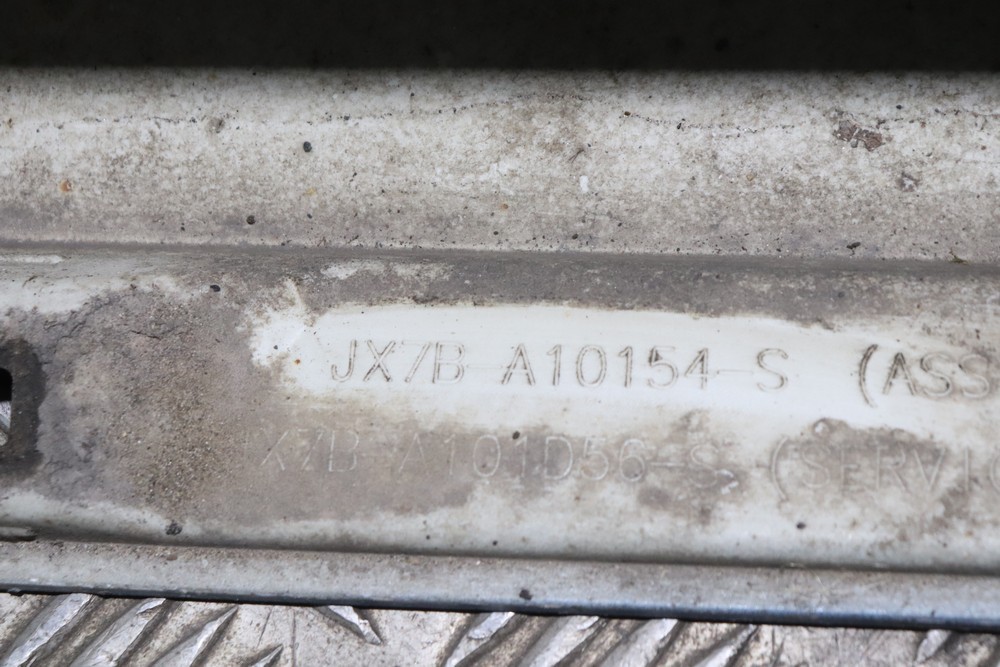 JX7B A10154-S (ASS
JX7B A101D56-S (SERVIC